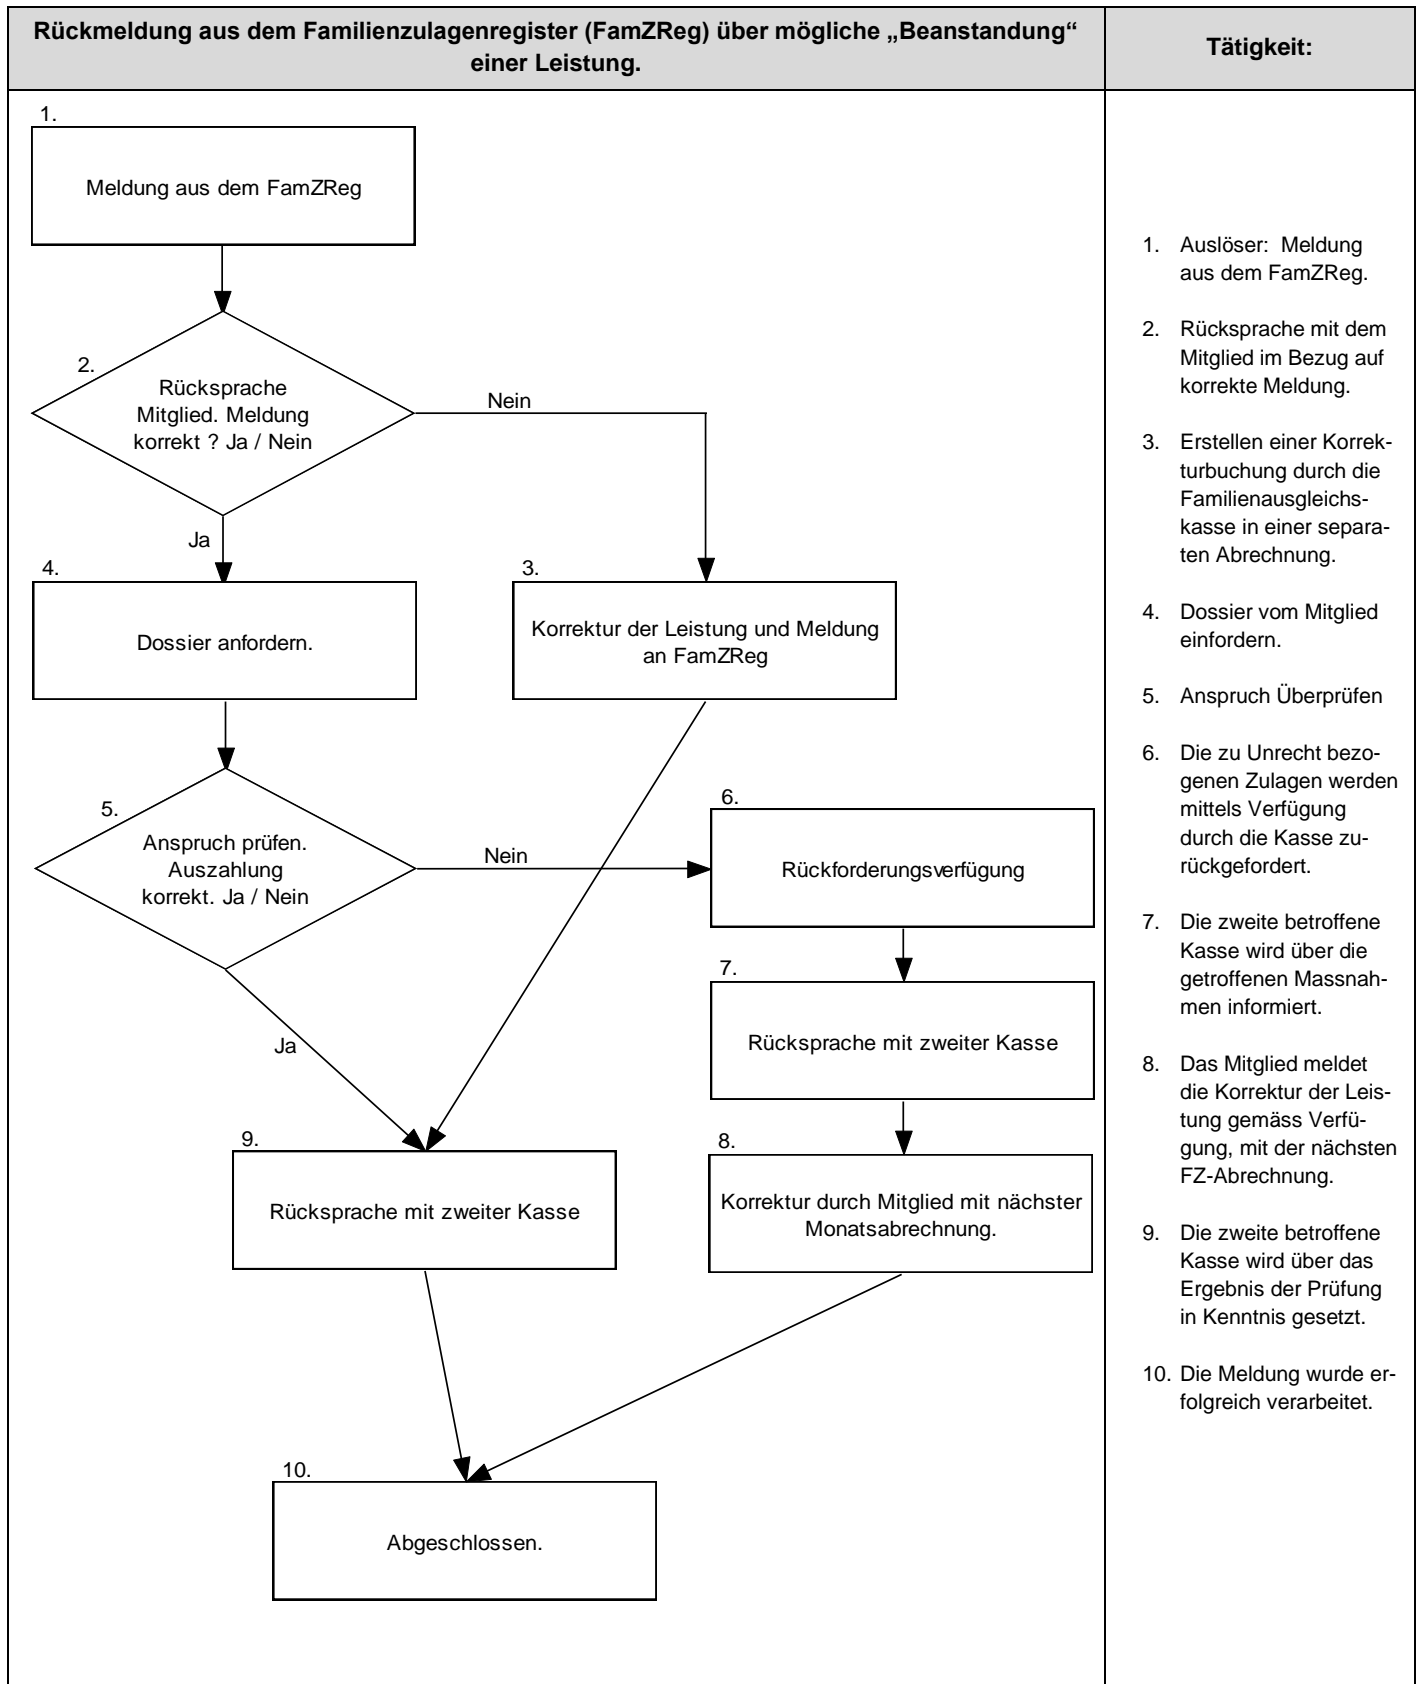 Rückmeldung aus dem Familienzulagenregister (FamZReg) über mögliche „Beanstandung“
einer Leistung.
Tätigkeit:
1.
Meldung aus dem FamZReg
2.
Rücksprache
Mitglied. Meldung
korrekt ? Ja / Nein
Nein
Ja
4.
Dossier anfordern.
3.
Korrektur der Leistung und Meldung
an FamZReg
5.
Anspruch prüfen.
Auszahlung
korrekt. Ja / Nein
Nein
6.
Rückforderungsverfügung
7.
Rücksprache mit zweiter Kasse
Ja
9.
Rücksprache mit zweiter Kasse
8.
Korrektur durch Mitglied mit nächster
Monatsabrechnung.
10.
Abgeschlossen.
1. Auslöser: Meldung
aus dem FamZReg.
2. Rücksprache mit dem
Mitglied im Bezug auf
korrekte Meldung.
3. Erstellen einer Korrek-
turbuchung durch die
Familienausgleichs-
kasse in einer separa-
ten Abrechnung.
4. Dossier vom Mitglied
einfordern.
5. Anspruch Überprüfen
6. Die zu Unrecht bezo-
genen Zulagen werden
mittels Verfügung
durch die Kasse zu-
rückgefordert.
7. Die zweite betroffene
Kasse wird über die
getroffenen Massnah-
men informiert.
8. Das Mitglied meldet
die Korrektur der Leis-
tung gemäss Verfü-
gung, mit der nächsten
FZ-Abrechnung.
9. Die zweite betroffene
Kasse wird über das
Ergebnis der Prüfung
in Kenntnis gesetzt.
10. Die Meldung wurde er-
folgreich verarbeitet.